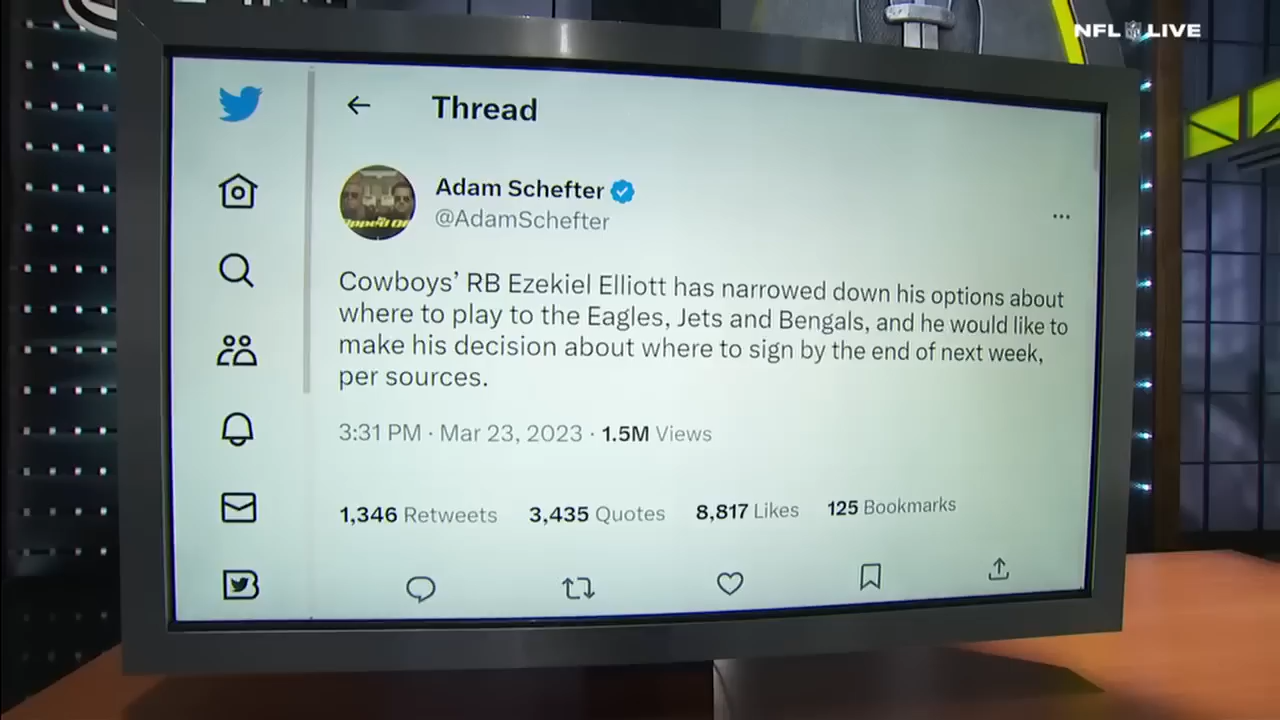 NFL LIVE
Thread
Adam Schefter
@AdamSchefter
Cowboys' RB Ezekiel Elliott has narrowed down his options about
where to play to the Eagles, Jets and Bengals, and he would like to
make his decision about where to sign by the end of next week,
per sources.
3:31 PM · Mar 23, 2023 · 1.5M Views
1,346 Retweets 3,435 Quotes 8,817 Likes 125 Bookmarks